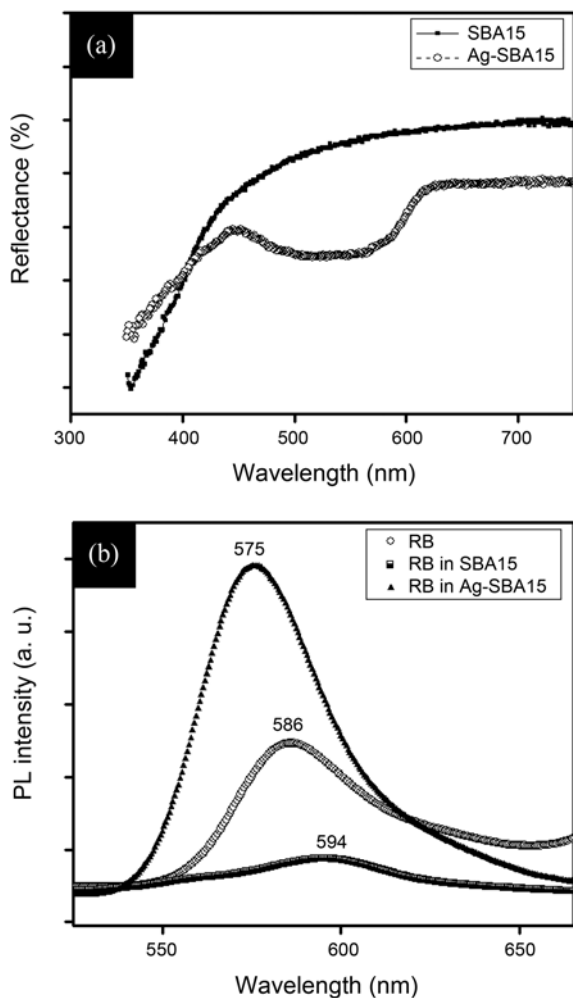 (a)
SBA15
Ag-SBA15
Reflectance (%)
300 400 500 600 700
Wavelength (nm)
(b)
RB
RB in SBA15
RB in Ag-SBA15
575
586
594
PL intensity (a. u.)
550 600 650
Wavelength (nm)